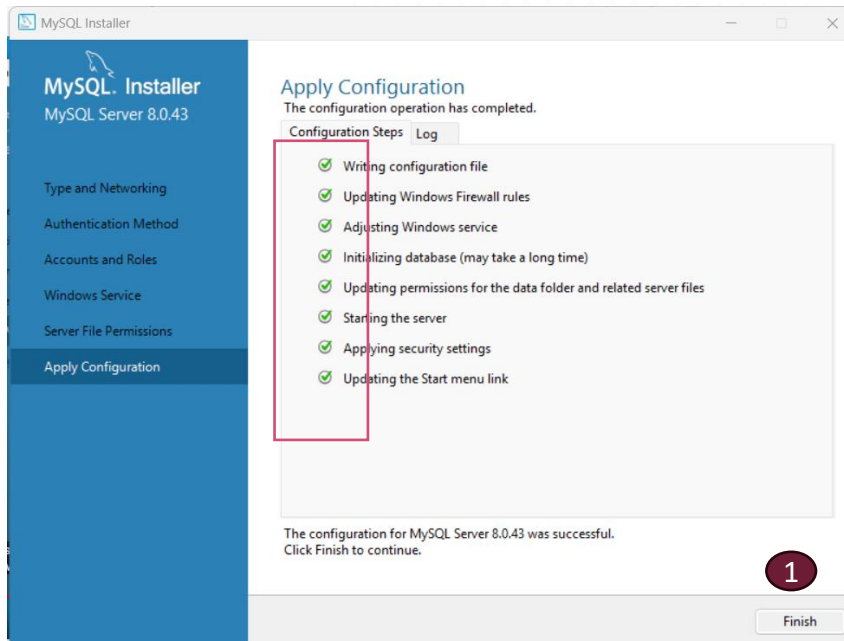 MySQL Installer
MySQL. Installer
MySQL Server 8.0.43
Type and Networking
Authentication Method
Accounts and Roles
Windows Service
Server File Permissions
Apply Configuration
Apply Configuration
The configuration operation has completed.
Configuration Steps Log
Writing configuration file
Updating Windows Firewall rules
Adjusting Windows service
Initializing database (may take a long time)
Updating permissions for the data folder and related server files
Starting the server
Applying security settings
Updating the Start menu link
The configuration for MySQL Server 8.0.43 was successful.
Click Finish to continue.
1
Finish